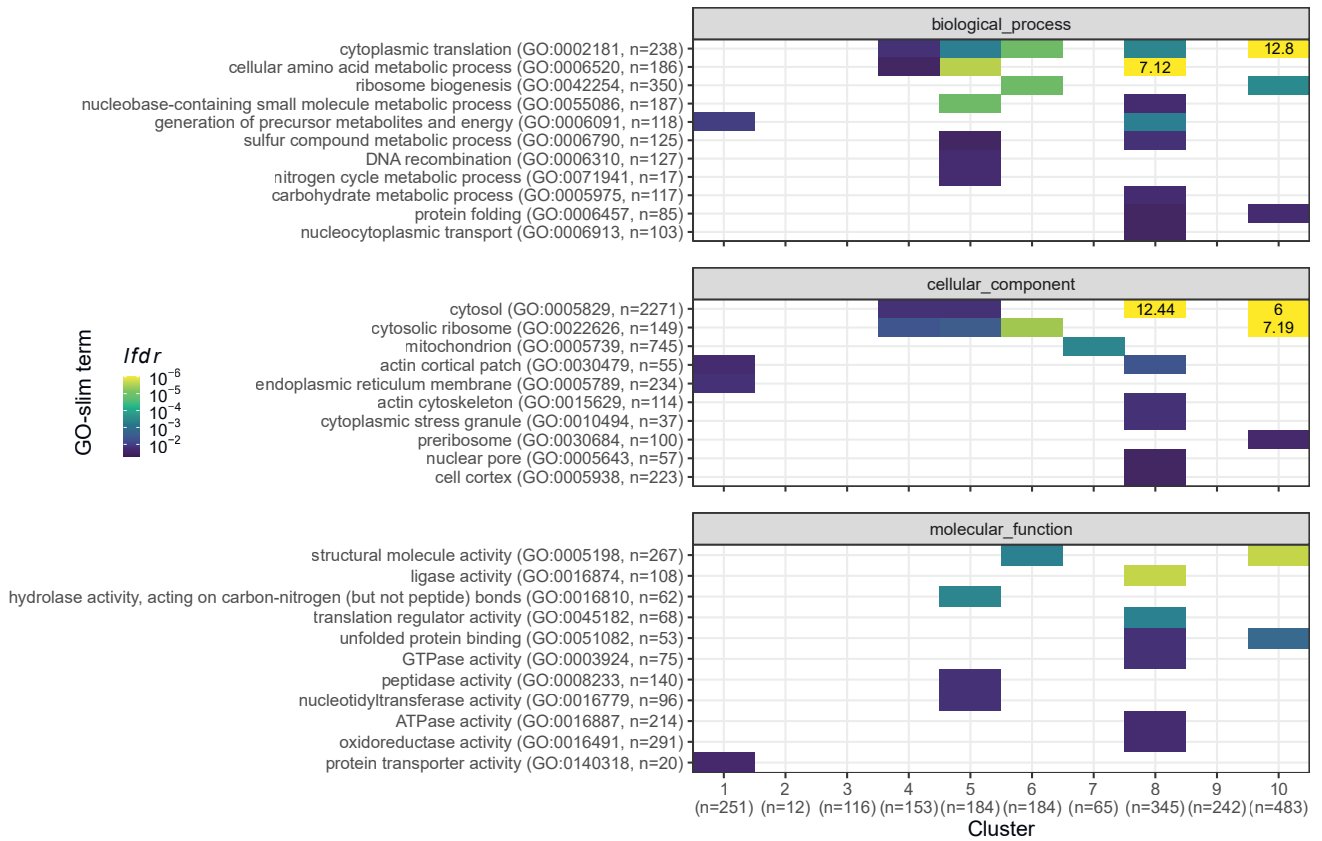 biological_process
cytoplasmic translation (GO:0002181, n=238)
12.8
cellular amino acid metabolic process (GO:0006520, n=186)
7.12
ribosome biogenesis (GO:0042254, n=350)
nucleobase-containing small molecule metabolic process (GO:0055086, n=187)
generation of precursor metabolites and energy (GO:0006091, n=118)
sulfur compound metabolic process (GO:0006790, n=125)
DNA recombination (GO:0006310, n=127)
nitrogen cycle metabolic process (GO:0071941, n=17)
carbohydrate metabolic process (GO:0005975, n=117)
protein folding (GO:0006457, n=85)
nucleocytoplasmic transport (GO:0006913, n=103)
cellular_component
cytosol (GO:0005829, n=2271)
12.44
6
cytosolic ribosome (GO:0022626, n=149)
7.19
mitochondrion (GO:0005739, n=745)
actin cortical patch (GO:0030479, n=55)
endoplasmic reticulum membrane (GO:0005789, n=234)
actin cytoskeleton (GO:0015629, n=114)
cytoplasmic stress granule (GO:0010494, n=37)
preribosome (GO:0030684, n=100)
nuclear pore (GO:0005643, n=57)
cell cortex (GO:0005938, n=223)
GO-slim term
lfdr
10⁻⁶
10⁻⁵
10⁻⁴
10⁻³
10⁻²
molecular_function
structural molecule activity (GO:0005198, n=267)
ligase activity (GO:0016874, n=108)
hydrolase activity, acting on carbon-nitrogen (but not peptide) bonds (GO:0016810, n=62)
translation regulator activity (GO:0045182, n=68)
unfolded protein binding (GO:0051082, n=53)
GTPase activity (GO:0003924, n=75)
peptidase activity (GO:0008233, n=140)
nucleotidyltransferase activity (GO:0016779, n=96)
ATPase activity (GO:0016887, n=214)
oxidoreductase activity (GO:0016491, n=291)
protein transporter activity (GO:0140318, n=20)
1 2 3 4 5 6 7 8 9 10
(n=251) (n=12) (n=116) (n=153) (n=184) (n=184) (n=65) (n=345) (n=242) (n=483)
Cluster